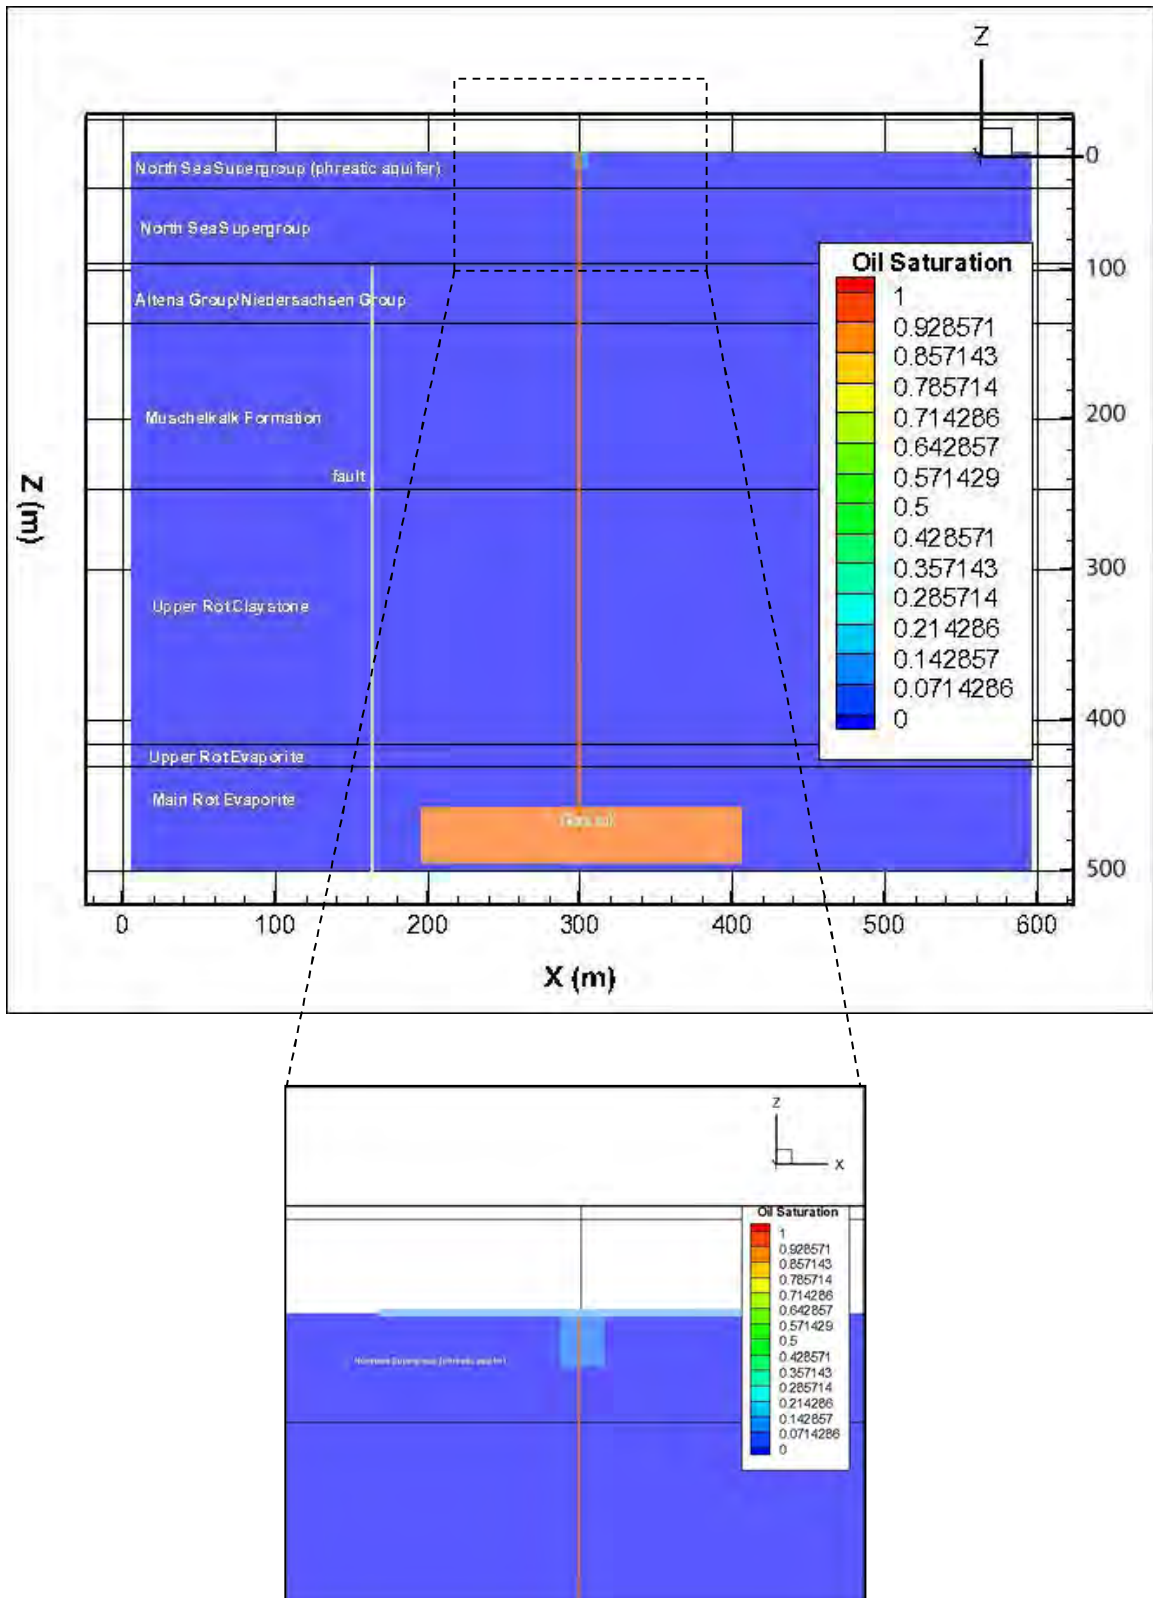 Z
0
North Sea Supergroup (phreatic aquifer)
North Sea Supergroup
100
Altena Group/Niedersachsen Group
Oil Saturation
1
0.928571
0.857143
0.785714
0.714286
0.642857
0.571429
0.5
0.428571
0.357143
0.285714
0.214286
0.142857
0.0714286
0
Muschelkalk Formation
200
fault
Z (m)
300
Upper Rot Claystone
400
Upper Rot Evaporite
Main Rot Evaporite
500
0 100 200 300 400 500 600
X (m)
Z
X
Oil Saturation
1
0.928571
0.857143
0.785714
0.714286
0.642857
0.571429
0.5
0.428571
0.357143
0.285714
0.214286
0.142857
0.0714286
0
Supergroup (phreatic aquifer)